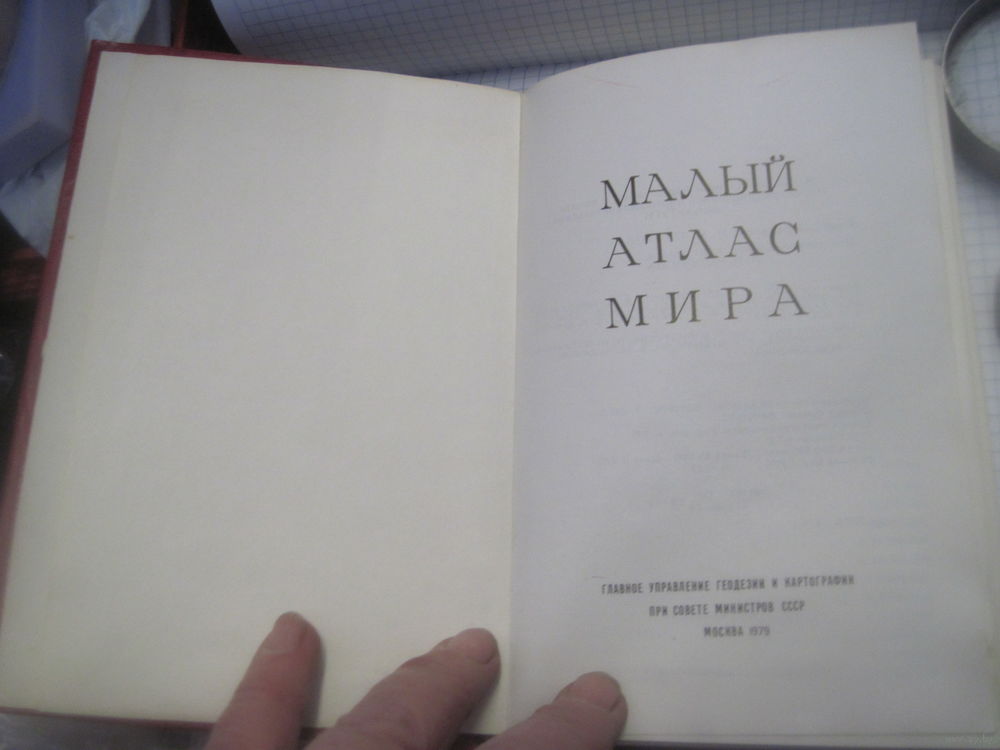 МАЛЫЙ
АТЛАС
МИРА
ГЛАВНОЕ УПРАВЛЕНИЕ ГЕОДЕЗИИ И КАРТОГРАФИИ
ПРИ СОВЕТЕ МИНИСТРОВ СССР
МОСКВА 1979